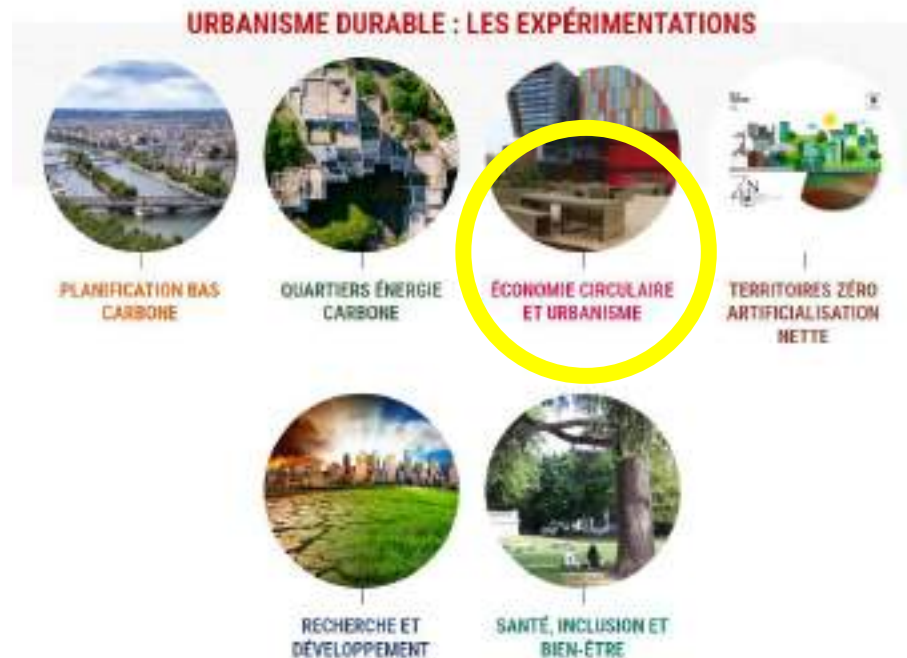 URBANISME DURABLE : LES EXPÉRIMENTATIONS
PLANIFICATION BAS
CARBONE
QUARTIERS ÉNERGIE
CARBONE
ÉCONOMIE CIRCULAIRE
ET URBANISME
TERRITOIRES ZÉRO
ARTIFICIALISATION
NETTE
RECHERCHE ET
DÉVELOPPEMENT
SANTÉ, INCLUSION ET
BIEN-ÊTRE